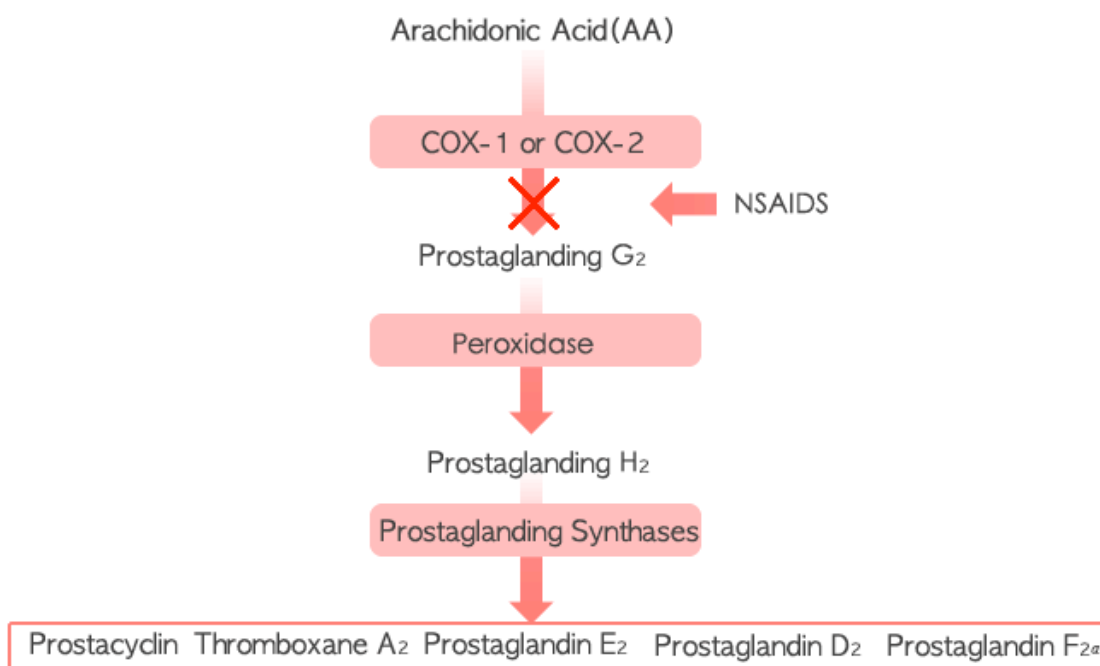 Arachidonic Acid(AA)
COX-1 or COX-2
NSAIDS
Prostaglanding G₂
Peroxidase
Prostaglanding H₂
Prostaglanding Synthases
Prostacyclin Thromboxane A₂ Prostaglandin E₂ Prostaglandin D₂ Prostaglandin F₂α